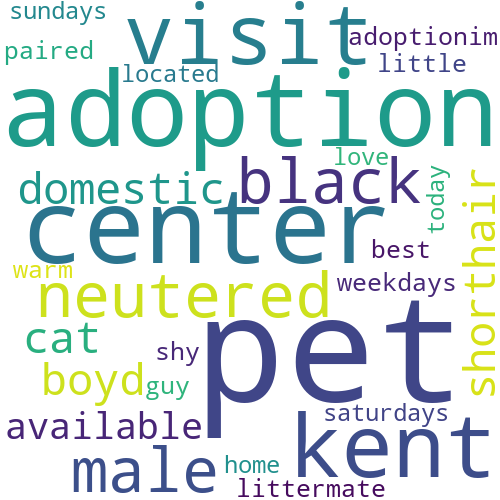 sundays
visit
adoptionim
paired
located
little
adoption
love
black
domestic
today
shorthair
center
best
warm
weekdays
neutered
pet
cat
shy
boyd
guy
saturdays
available
kent
male
home
littermate